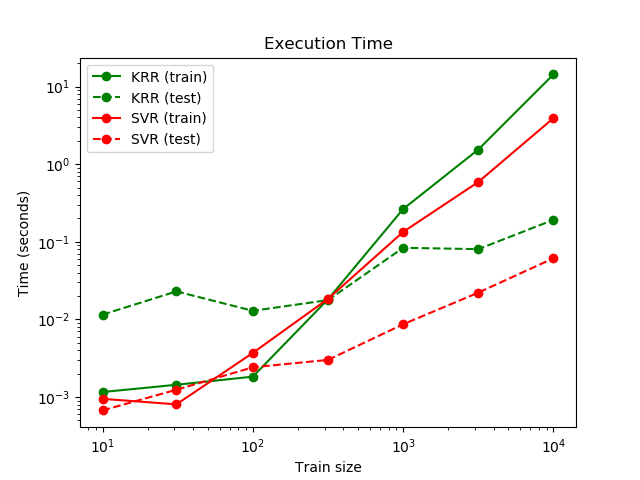 Execution Time
KRR (train)
KRR (test)
SVR (train)
SVR (test)
Time (seconds)
10¹
10⁰
10⁻¹
10⁻²
10⁻³
10¹
10²
10³
10⁴
Train size